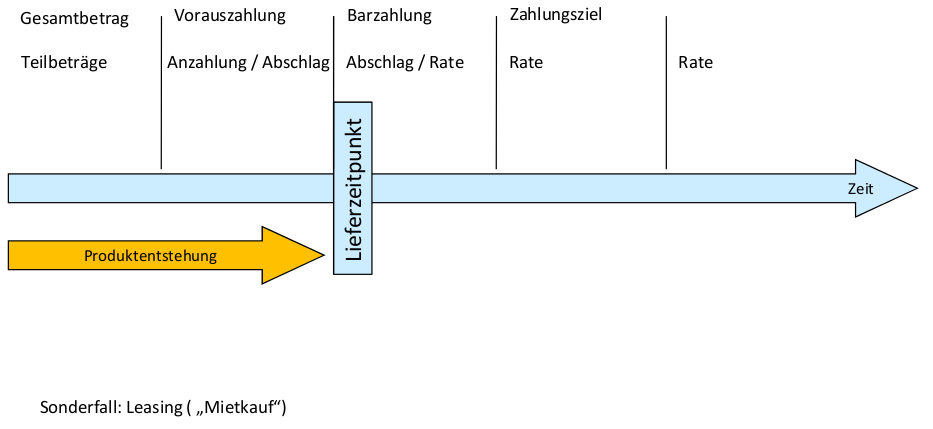 Gesamtbetrag Vorauszahlung Barzahlung Zahlungsziel
Teilbeträge Anzahlung / Abschlag Abschlag / Rate Rate Rate
Lieferzeitpunkt
Zeit
Produktentstehung
Sonderfall: Leasing ( „Mietkauf“)